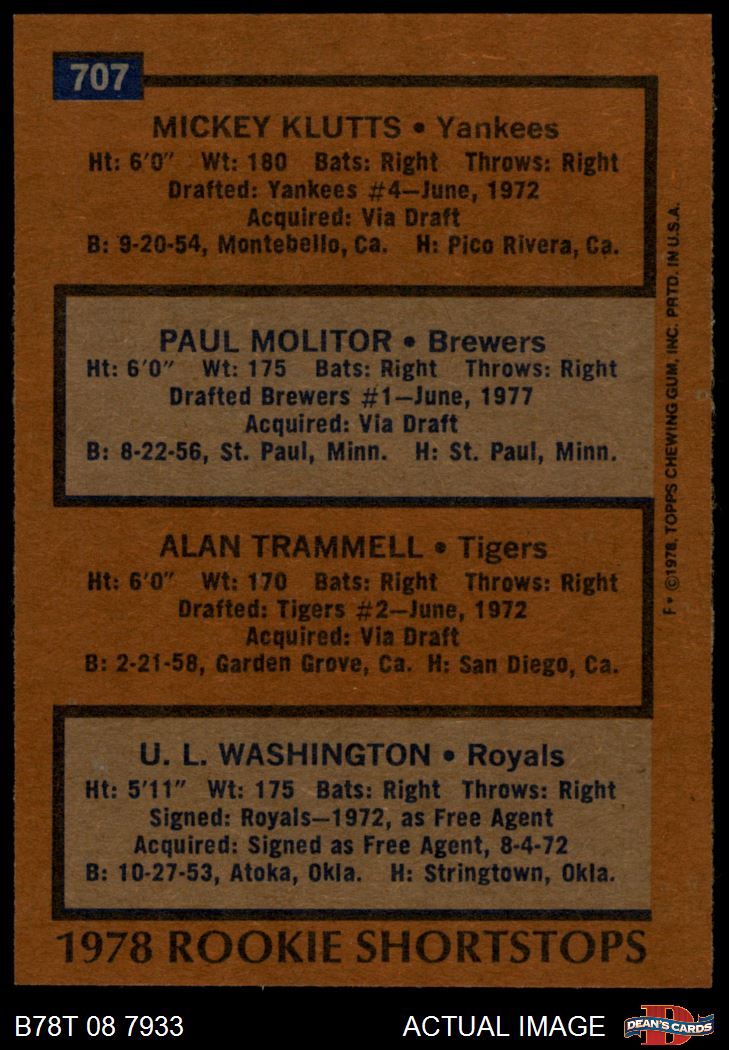 707
MICKEY KLUTTS • Yankees
Ht: 6'0" Wt: 180 Bats: Right Throws: Right
Drafted: Yankees #4—June, 1972
Acquired: Via Draft
B: 9-20-54, Montebello, Ca. H: Pico Rivera, Ca.
PAUL MOLITOR • Brewers
Ht: 6'0" Wt: 175 Bats: Right Throws: Right
Drafted Brewers #1—June, 1977
Acquired: Via Draft
B: 8-22-56, St. Paul, Minn. H: St. Paul, Minn.
ALAN TRAMMELL • Tigers
Ht: 6'0" Wt: 170 Bats: Right Throws: Right
Drafted: Tigers #2—June, 1972
Acquired: Via Draft
B: 2-21-58, Garden Grove, Ca. H: San Diego, Ca.
U. L. WASHINGTON • Royals
Ht: 5'11" Wt: 175 Bats: Right Throws: Right
Signed: Royals—1972, as Free Agent
Acquired: Signed as Free Agent, 8-4-72
B: 10-27-53, Atoka, Okla. H: Stringtown, Okla.
1978 ROOKIE SHORTSTOPS
F* ©1978, TOPPS CHEWING GUM, INC. PRTD. IN U.S.A.
B78T 08 7933
ACTUAL IMAGE
D
DEAN'S CARDS